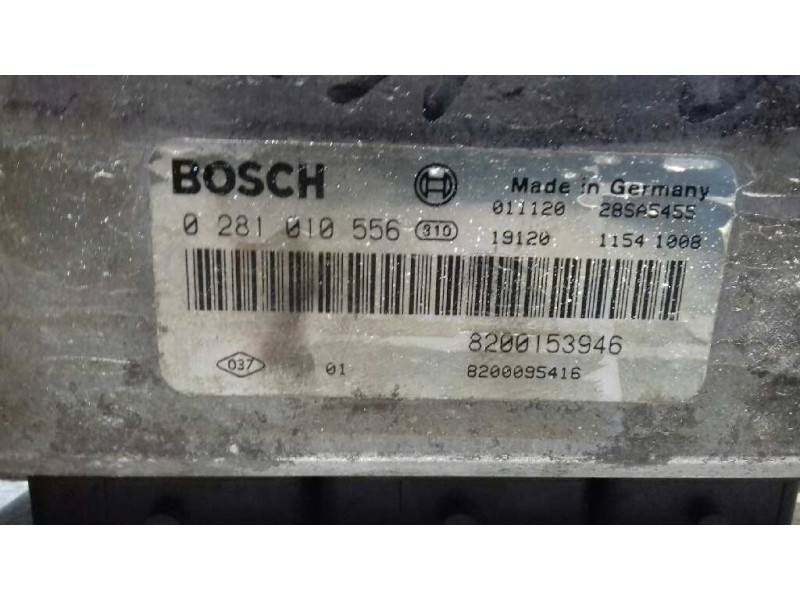 BOSCH
Made in Germany
011120 28SA5455
0 281 010 556 310
19120 1154 1008
8200153946
037 01
8200095416